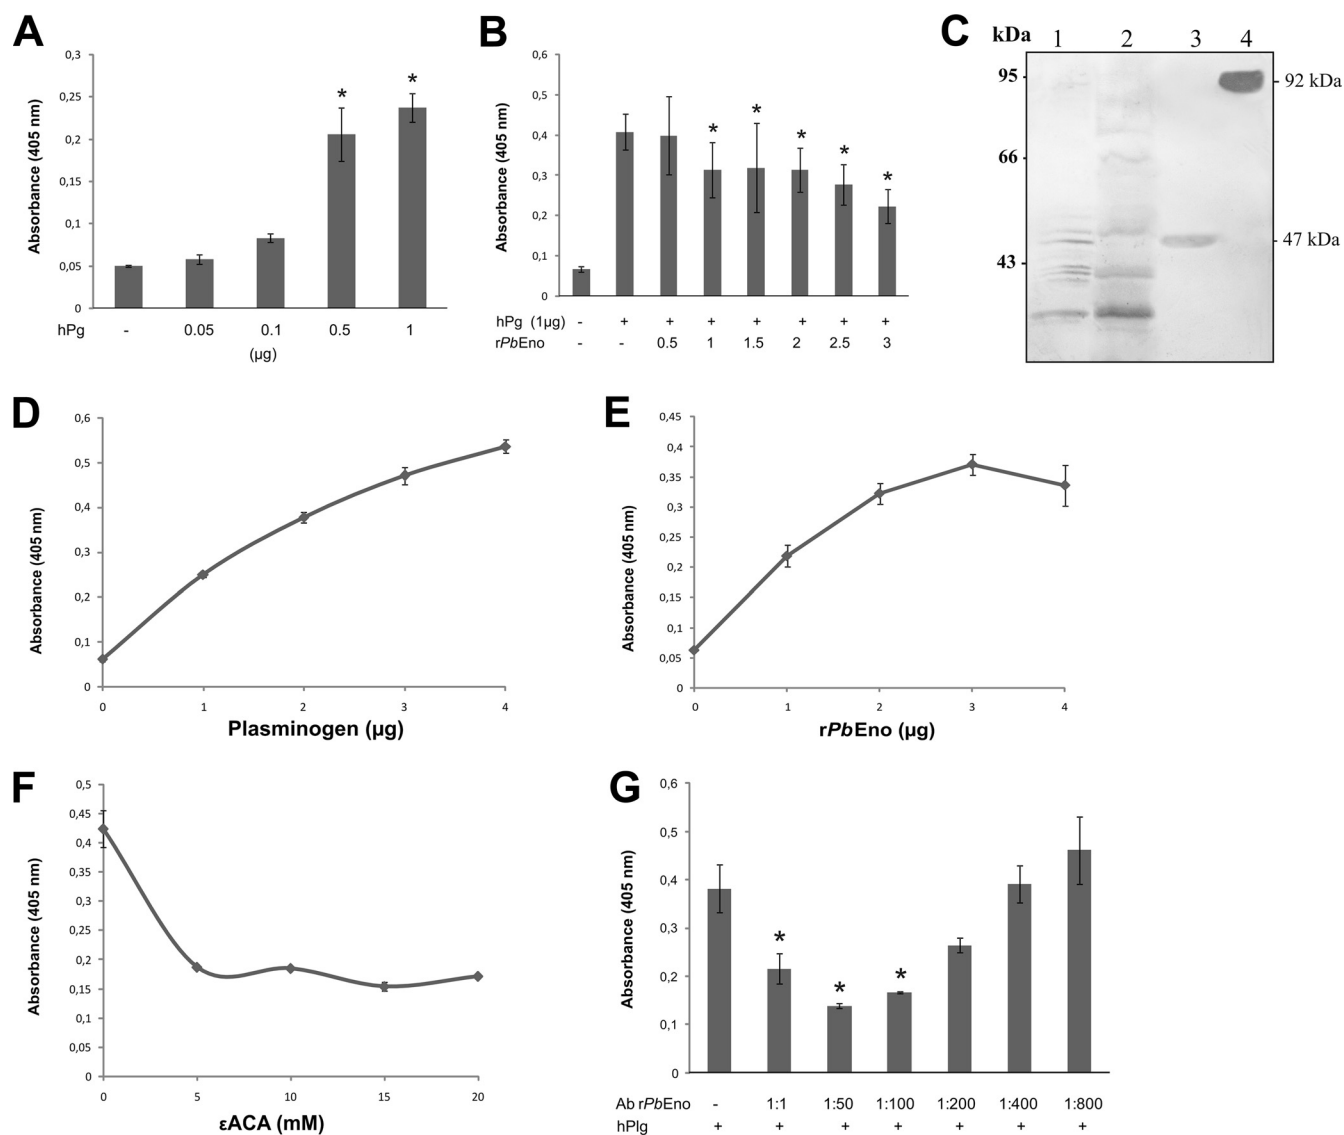 A
Absorbance (405 nm)
0,3
0,25
0,2
0,15
0,1
0,05
0
* *
hPg - 0.05 0.1 0.5 1
(µg)
B
Absorbance (405 nm)
0,6
0,5
0,4
0,3
0,2
0,1
0
* * * * *
hPg (1µg) - + + + + + + +
rPbEno - - 0.5 1 1.5 2 2.5 3
C
kDa 1 2 3 4
95
66
43
92 kDa
47 kDa
D
Absorbance (405 nm)
0,6
0,5
0,4
0,3
0,2
0,1
0
0 1 2 3 4
Plasminogen (µg)
E
Absorbance (405 nm)
0,45
0,4
0,35
0,3
0,25
0,2
0,15
0,1
0,05
0
0 1 2 3 4
rPbEno (µg)
F
Absorbance (405 nm)
0,5
0,45
0,4
0,35
0,3
0,25
0,2
0,15
0,1
0,05
0
0 5 10 15 20
εACA (mM)
G
Absorbance (405 nm)
0,6
0,5
0,4
0,3
0,2
0,1
0
* * *
Ab rPbEno - 1:1 1:50 1:100 1:200 1:400 1:800
hPlg + + + + + + +